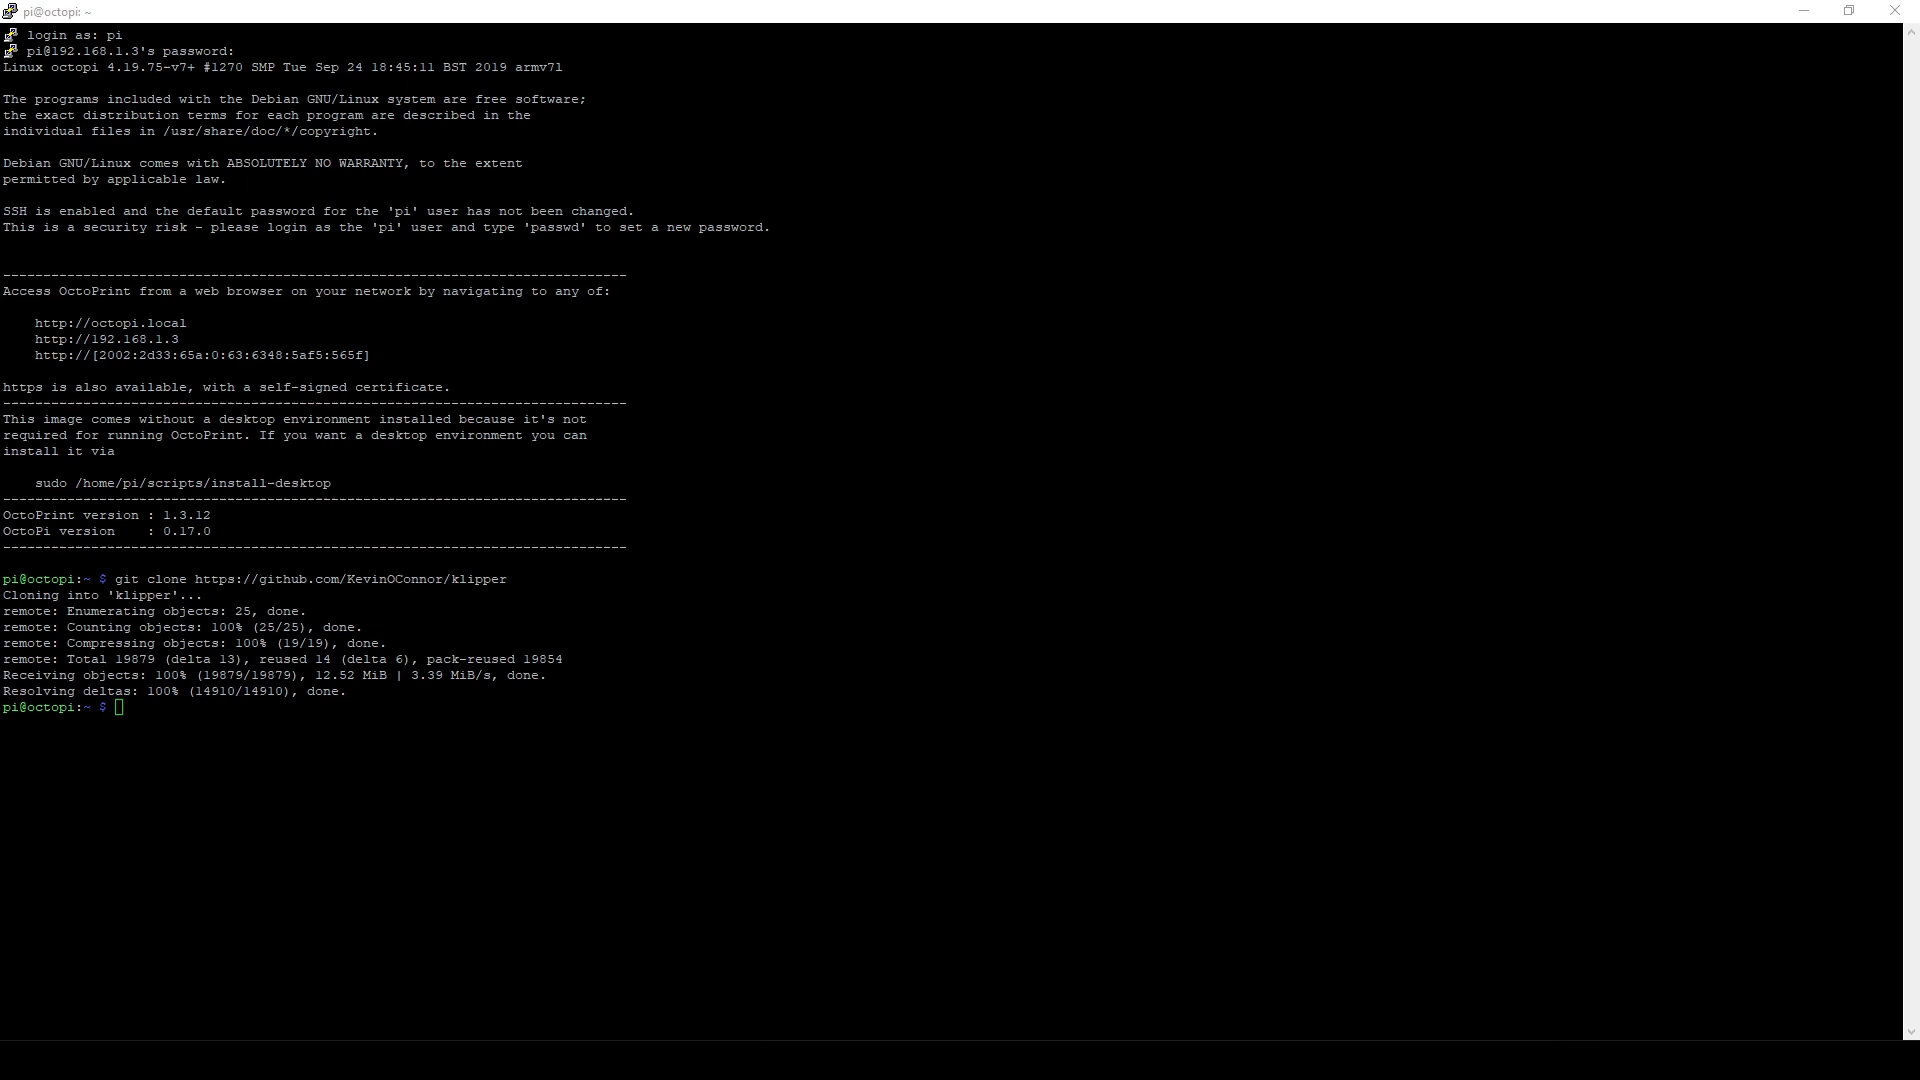 pi@octopi: ~
login as: pi
pi@192.168.1.3's password:
Linux octopi 4.19.75-v7+ #1270 SMP Tue Sep 24 18:45:11 BST 2019 armv7l
The programs included with the Debian GNU/Linux system are free software;
the exact distribution terms for each program are described in the
individual files in /usr/share/doc/*/copyright.
Debian GNU/Linux comes with ABSOLUTELY NO WARRANTY, to the extent
permitted by applicable law.
SSH is enabled and the default password for the 'pi' user has not been changed.
This is a security risk - please login as the 'pi' user and type 'passwd' to set a new password.
------------------------------------------------------------------------------
Access OctoPrint from a web browser on your network by navigating to any of:
http://octopi.local
http://192.168.1.3
http://[2002:2d33:65a:0:63:6348:5af5:565f]
https is also available, with a self-signed certificate.
------------------------------------------------------------------------------
This image comes without a desktop environment installed because it's not
required for running OctoPrint. If you want a desktop environment you can
install it via
sudo /home/pi/scripts/install-desktop
------------------------------------------------------------------------------
OctoPrint version : 1.3.12
OctoPi version    : 0.17.0
------------------------------------------------------------------------------
pi@octopi:~ $ git clone https://github.com/KevinOConnor/klipper
Cloning into 'klipper'...
remote: Enumerating objects: 25, done.
remote: Counting objects: 100% (25/25), done.
remote: Compressing objects: 100% (19/19), done.
remote: Total 19879 (delta 13), reused 14 (delta 6), pack-reused 19854
Receiving objects: 100% (19879/19879), 12.52 MiB | 3.39 MiB/s, done.
Resolving deltas: 100% (14910/14910), done.
pi@octopi:~ $